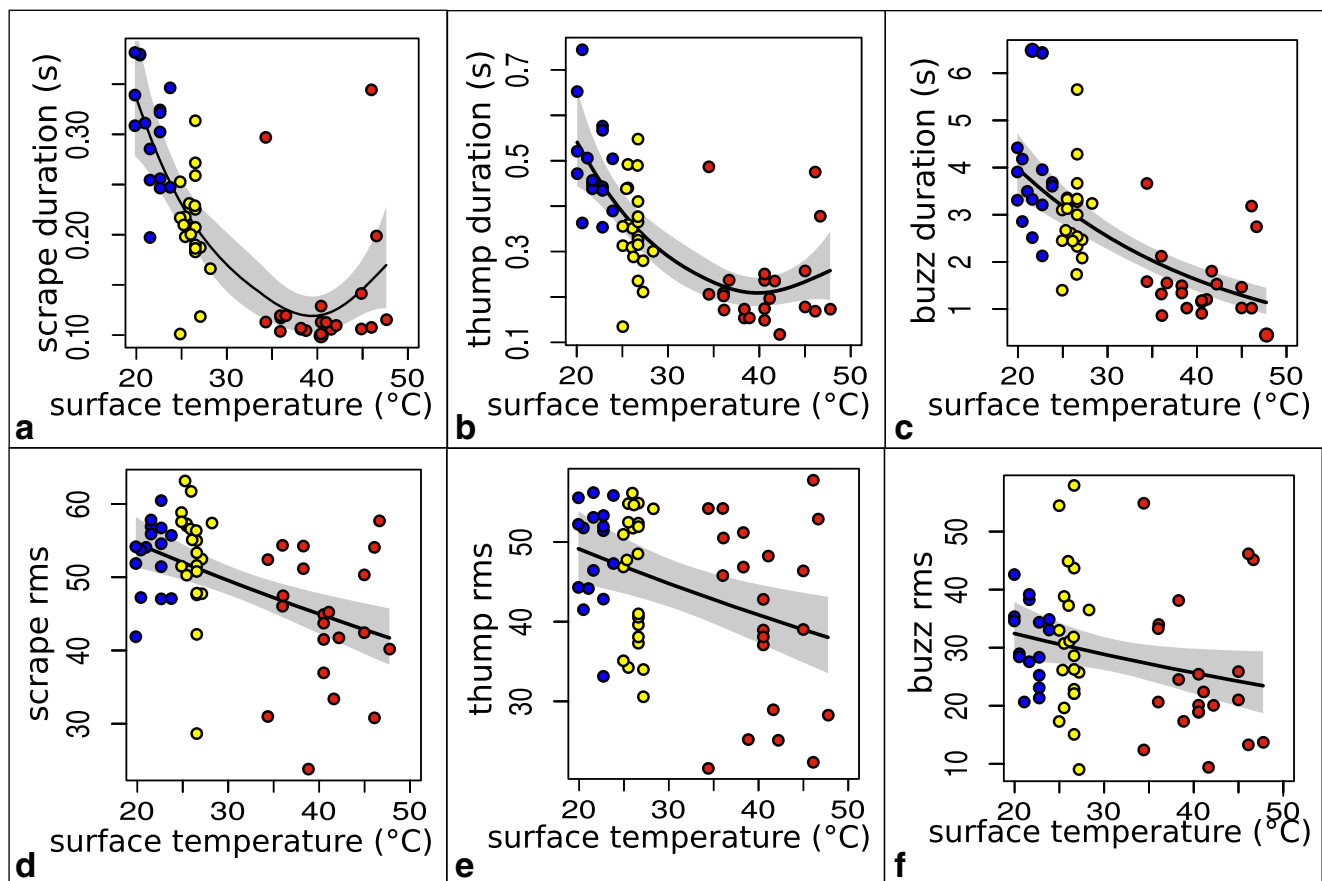 scrape duration (s)
0.10 0.20 0.30
20 30 40 50
surface temperature (°C)
a
thump duration (s)
0.1 0.3 0.5 0.7
20 30 40 50
surface temperature (°C)
b
buzz duration (s)
1 2 3 4 5 6
20 30 40 50
surface temperature (°C)
c
scrape rms
30 40 50 60
20 30 40 50
surface temperature (°C)
d
thump rms
30 40 50
20 30 40 50
surface temperature (°C)
e
buzz rms
10 20 30 40 50
20 30 40 50
surface temperature (°C)
f